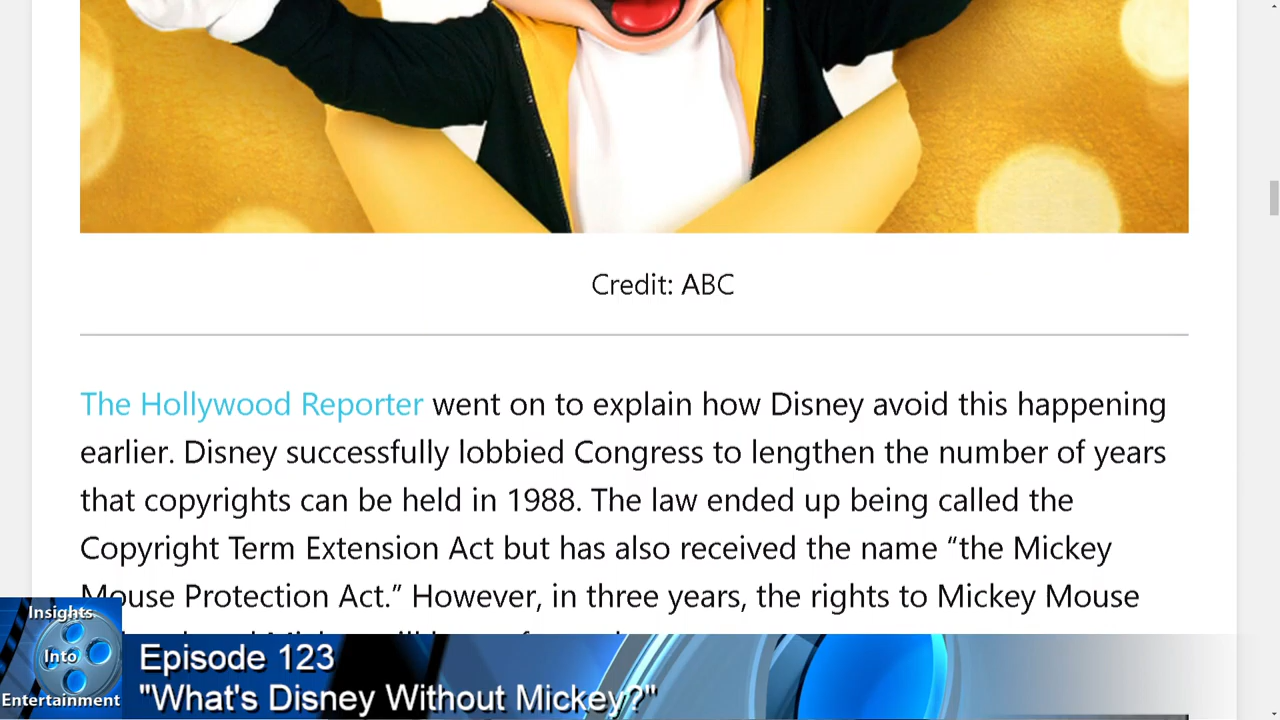 Credit: ABC
The Hollywood Reporter went on to explain how Disney avoid this happening
earlier. Disney successfully lobbied Congress to lengthen the number of years
that copyrights can be held in 1988. The law ended up being called the
Copyright Term Extension Act but has also received the name “the Mickey
Mouse Protection Act.” However, in three years, the rights to Mickey Mouse
Insights
Into
Entertainment
Episode 123
"What's Disney Without Mickey?"